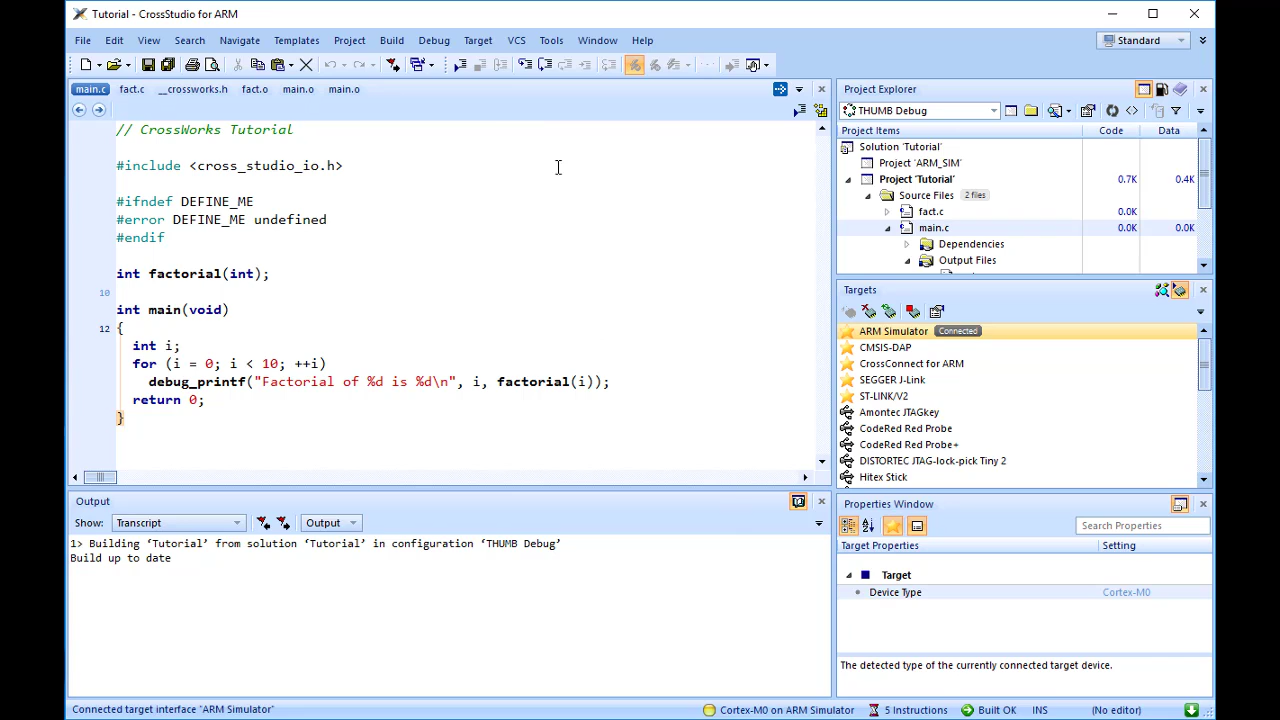 Tutorial - CrossStudio for ARM
File Edit View Search Navigate Templates Project Build Debug Target VCS Tools Window Help
Standard
main.c fact.c __crossworks.h fact.o main.o main.o
// CrossWorks Tutorial
#include <cross_studio_io.h>
#ifndef DEFINE_ME
#error DEFINE_ME undefined
#endif
int factorial(int);
10
int main(void)
12 {
int i;
for (i = 0; i < 10; ++i)
debug_printf("Factorial of %d is %d\n", i, factorial(i));
return 0;
}
Output
Show: Transcript Output
1> Building ‘Tutorial’ from solution ‘Tutorial’ in configuration ‘THUMB Debug’
Build up to date
Project Explorer
THUMB Debug
Project Items Code Data
Solution 'Tutorial'
Project 'ARM_SIM'
Project 'Tutorial' 0.7K 0.4K
Source Files 2 files
fact.c 0.0K 0.0K
main.c 0.0K 0.0K
Dependencies
Output Files
Targets
ARM Simulator Connected
CMSIS-DAP
CrossConnect for ARM
SEGGER J-Link
ST-LINK/V2
Amontec JTAGkey
CodeRed Red Probe
CodeRed Red Probe+
DISTORTEC JTAG-lock-pick Tiny 2
Hitex Stick
Properties Window
Search Properties
Target Properties Setting
Target
Device Type Cortex-M0
The detected type of the currently connected target device.
Connected target interface ‘ARM Simulator’ Cortex-M0 on ARM Simulator 5 Instructions Built OK INS (No editor)